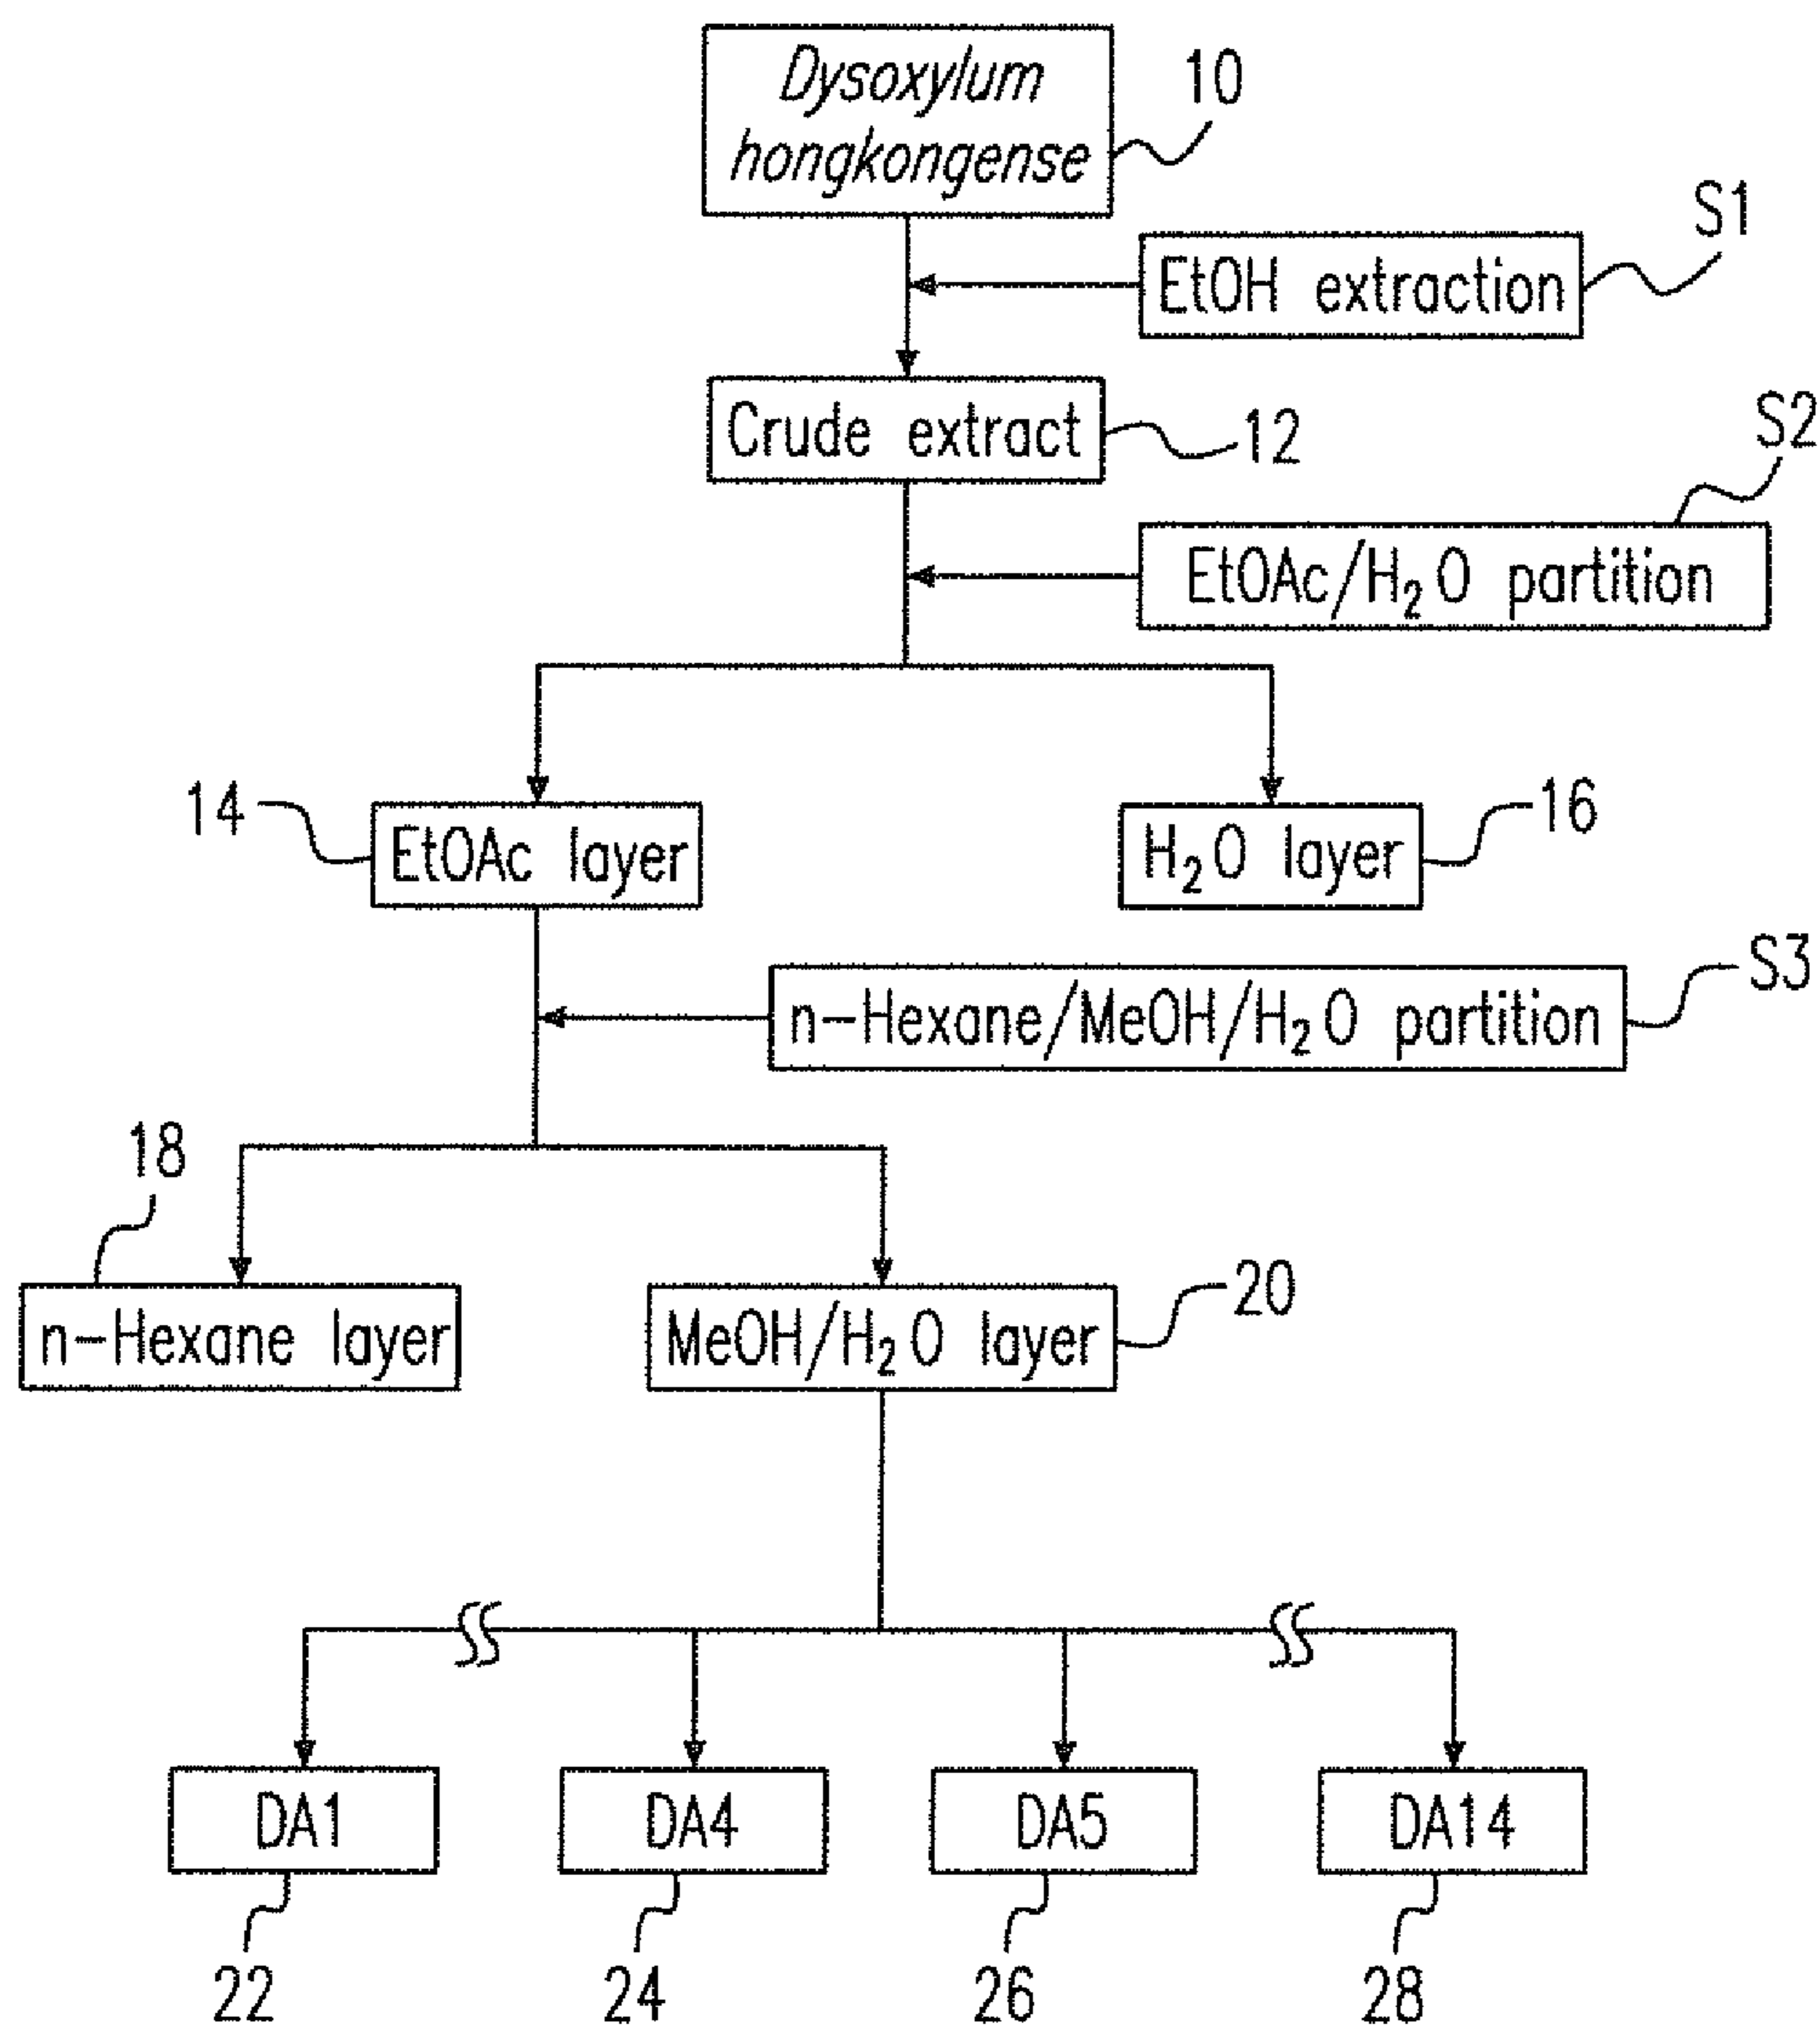 Dysoxylum
hongkongense
10
S1
EtOH extraction
Crude extract
12
S2
EtOAc/H₂O partition
14
EtOAc layer
H₂O layer
16
S3
n-Hexane/MeOH/H₂O partition
18
n-Hexane layer
MeOH/H₂O layer
20
DA1
DA4
DA5
DA14
22
24
26
28